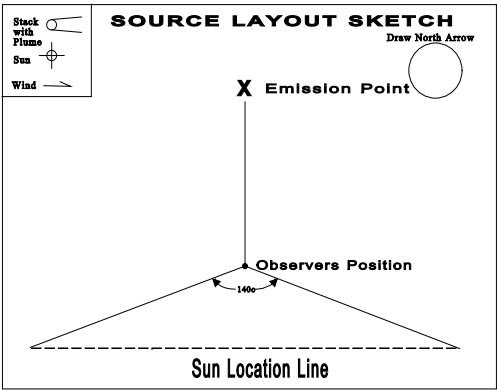 SOURCE LAYOUT SKETCH
Stack
with
Plume
Sun
Wind
Draw North Arrow
X Emission Point
Observers Position
140o
Sun Location Line